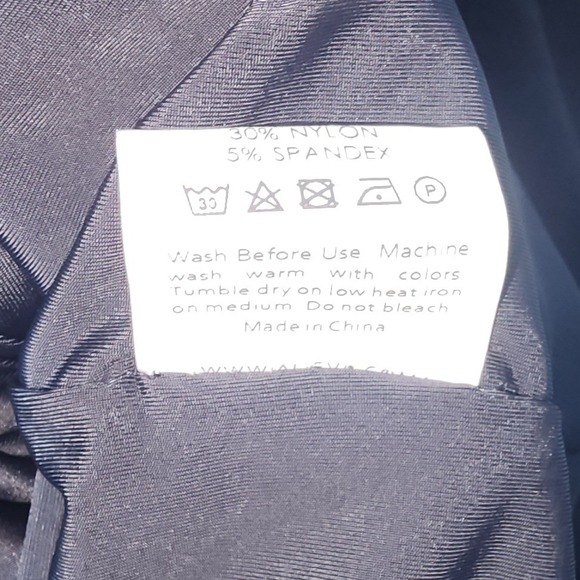 30% NYLON
5% SPANDEX
30 P
Wash Before Use Machine
wash warm with colors
Tumble dry on low heat iron
on medium Do not bleach
Made in China